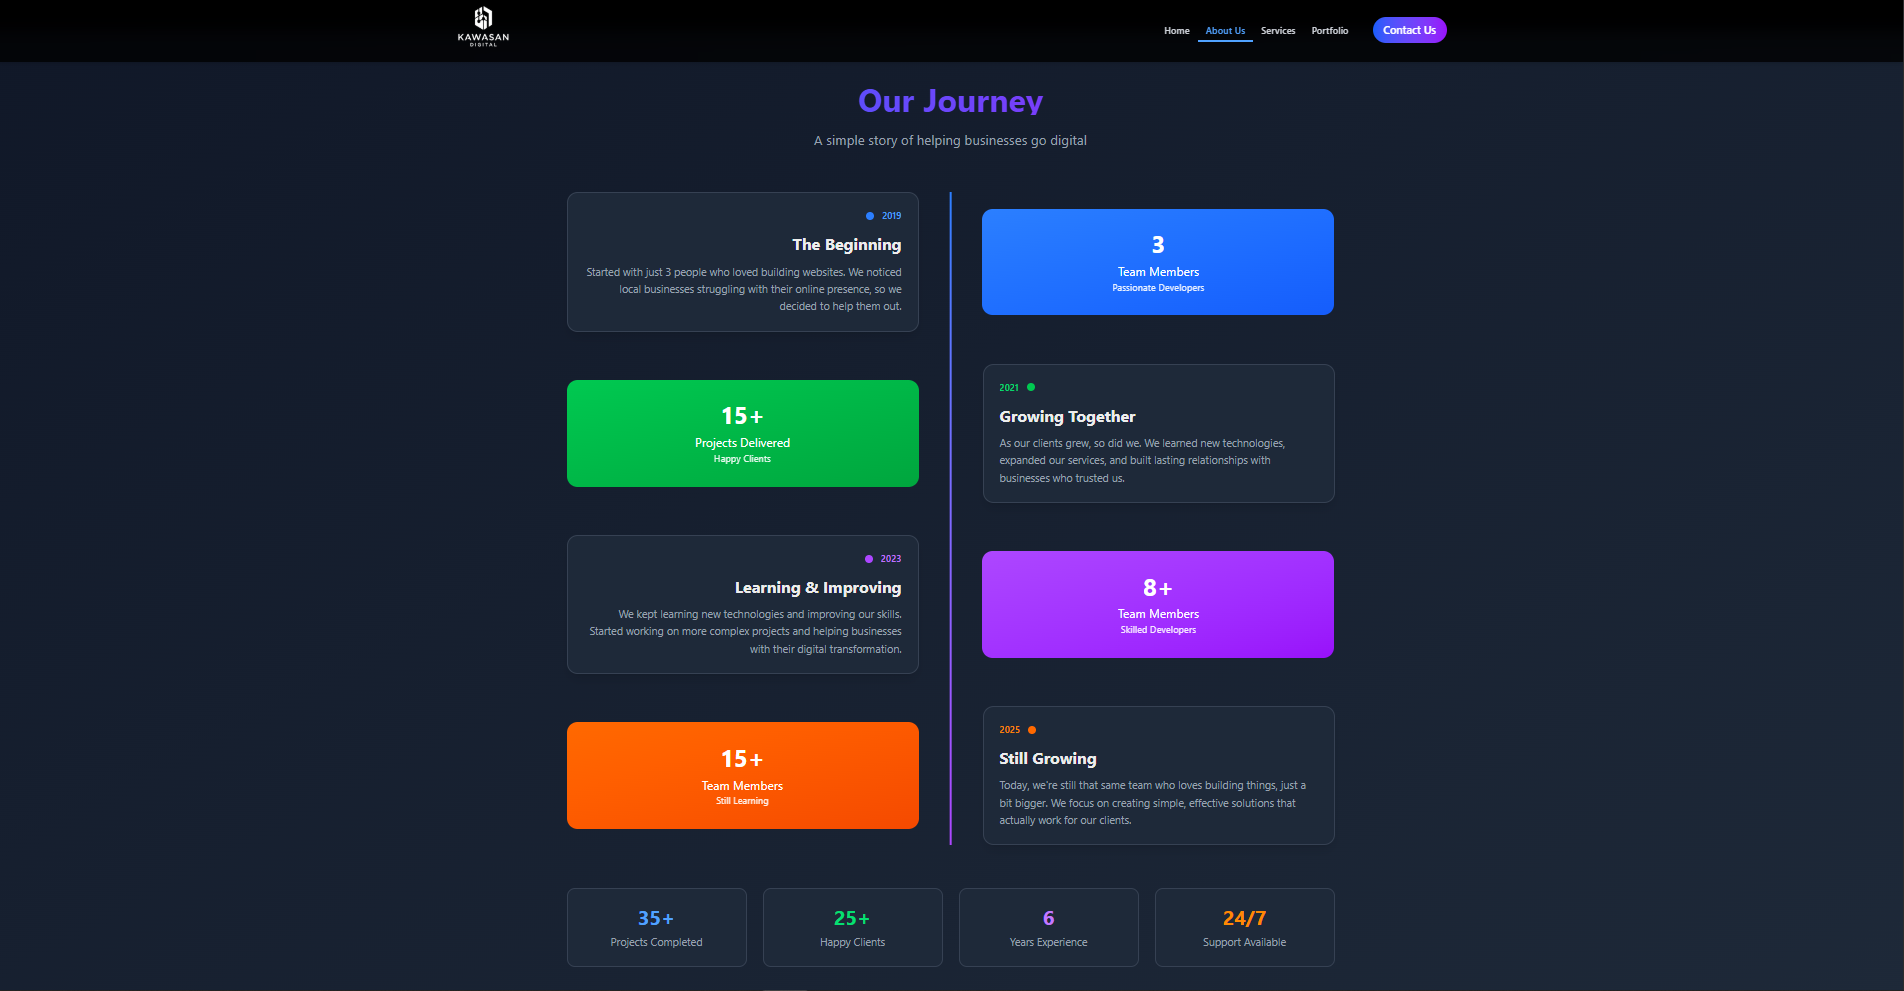 KAWASAN
DIGITAL
Home
About Us
Services
Portfolio
Contact Us
Our Journey
A simple story of helping businesses go digital
2019
The Beginning
Started with just 3 people who loved building websites. We noticed
local businesses struggling with their online presence, so we
decided to help them out.
3
Team Members
Passionate Developers
15+
Projects Delivered
Happy Clients
2021
Growing Together
As our clients grew, so did we. We learned new technologies,
expanded our services, and built lasting relationships with
businesses who trusted us.
2023
Learning & Improving
We kept learning new technologies and improving our skills.
Started working on more complex projects and helping businesses
with their digital transformation.
8+
Team Members
Skilled Developers
15+
Team Members
Still Learning
2025
Still Growing
Today, we're still that same team who loves building things, just a
bit bigger. We focus on creating simple, effective solutions that
actually work for our clients.
35+
Projects Completed
25+
Happy Clients
6
Years Experience
24/7
Support Available